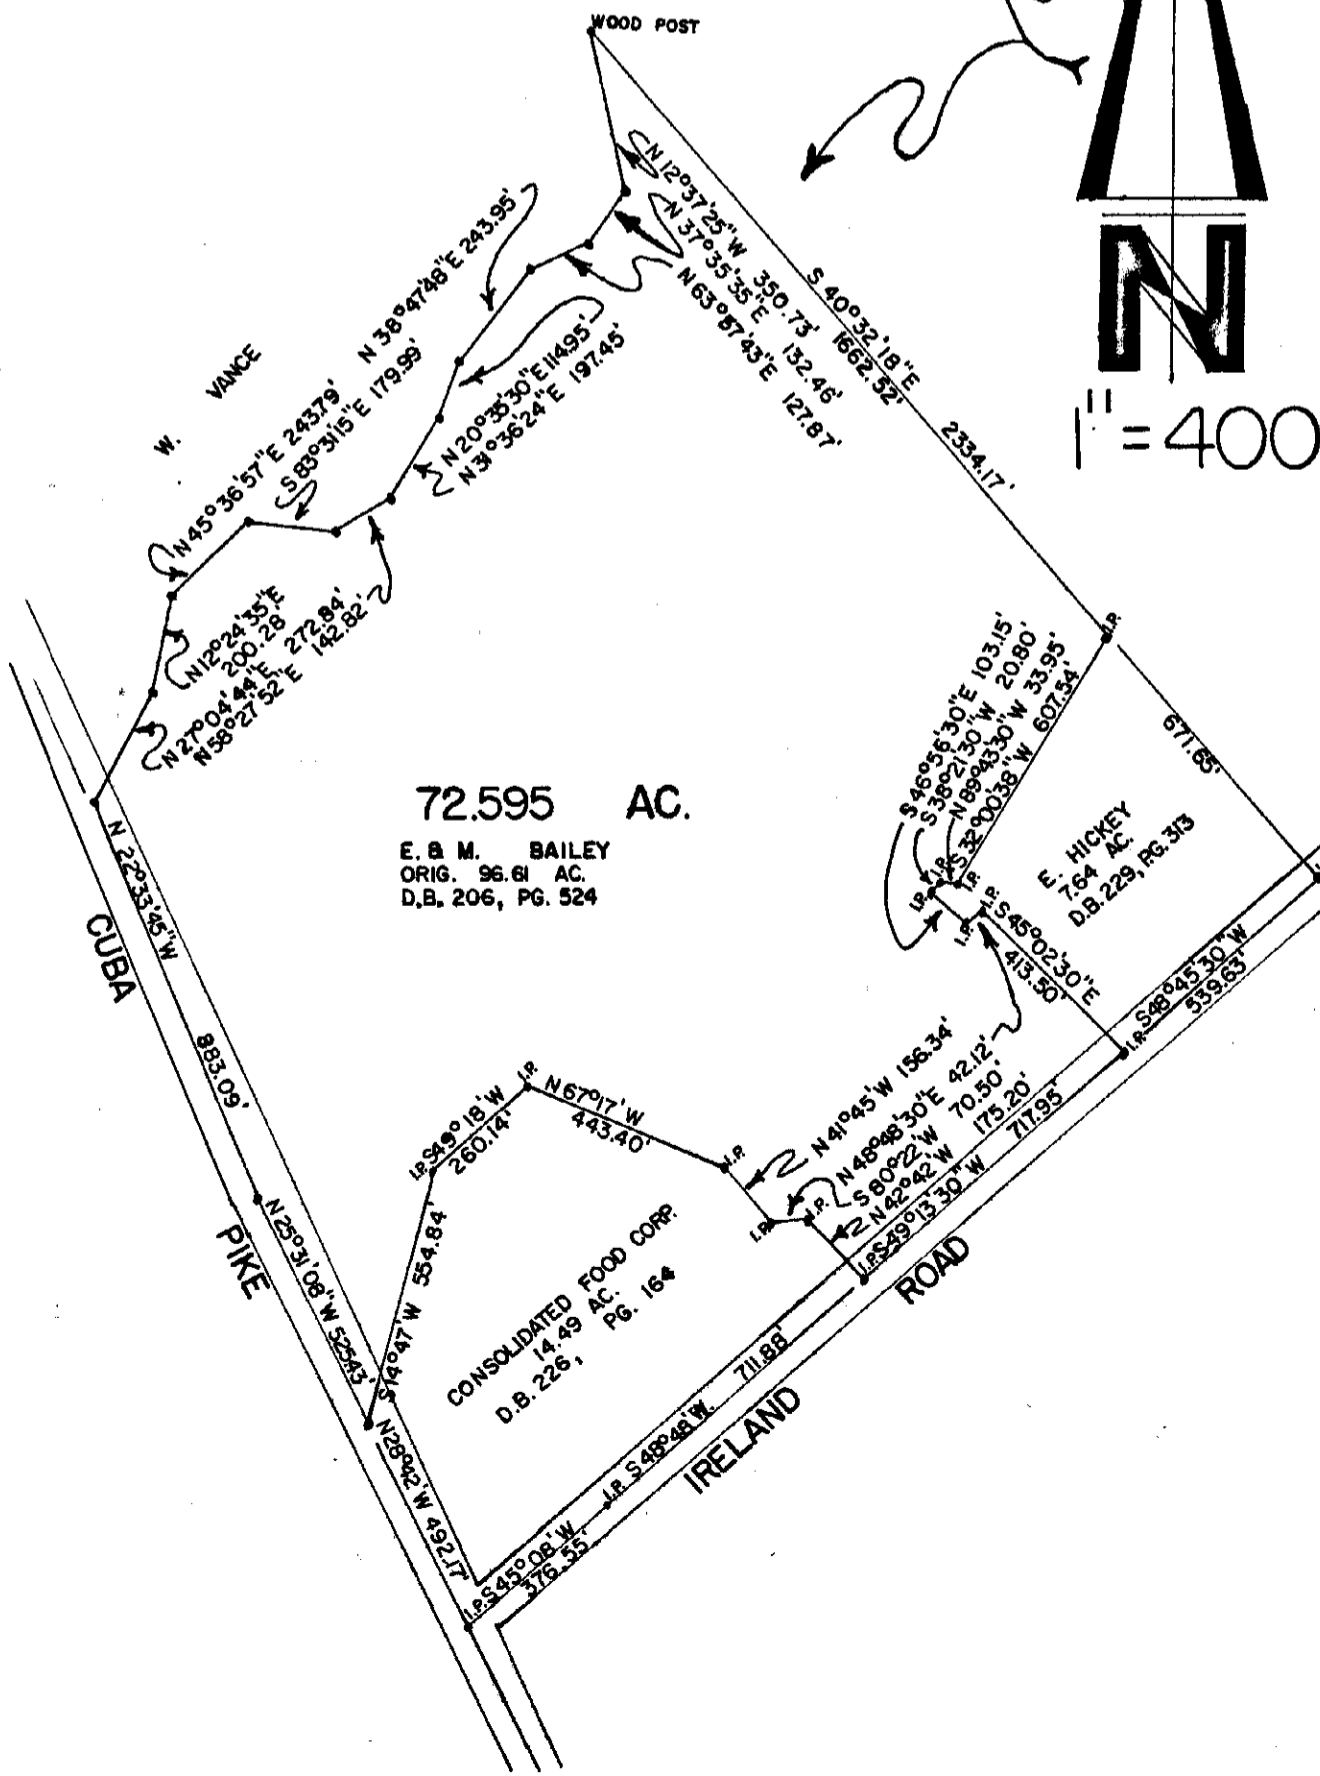 WOOD POST
N
1"=400
N 12°37'25"W 350.73'
N 37°35'35"E 132.46'
N 63°57'43"E 127.87'
S 40°32'18"E
1662.52'
2334.17'
N 38°47'48"E 243.95'
W. VANCE
N 45°36'57"E 243.79'
S 83°31'15"E 179.99'
N 20°35'30"E 114.95'
N 31°36'24"E 197.45'
N 12°24'35"E
200.28'
N 27°04'44"E 272.84'
N 58°27'52"E 142.82'
I.P.
S 46°56'30"E 103.15'
S 38°21'30"W 20.80'
N 89°43'30"W 33.95'
S 32°00'38"W 607.54'
671.65'
72.595 AC.
E. & M. BAILEY
ORIG. 96.61 AC.
D.B. 206, PG. 524
E. HICKEY
7.64 AC.
D.B. 229, PG. 313
I.P.
I.P.
I.P.
I.P.
I.P.
S 45°02'30"E
413.50'
S 48°45'30"W
539.63'
I.P.
N 22°33'45"W
883.09'
CUBA
PIKE
N 25°31'08"W 525.43'
I.P.
S 49°18'W
260.14'
I.P.
N 67°17'W
443.40'
I.P.
N 41°45'W 156.34'
N 48°48'30"E 42.12'
S 80°22'W 70.50'
N 42°42'W 175.20'
S 49°13'30"W 717.95'
I.P.
I.P.
I.P.
S 14°47'W 554.84'
CONSOLIDATED FOOD CORP.
14.49 AC.
D.B. 226, PG. 164
ROAD
IRELAND
711.88'
I.P. S 48°48'W.
N 28°42'W 492.17'
I.P. S 45°08'W
376.55'